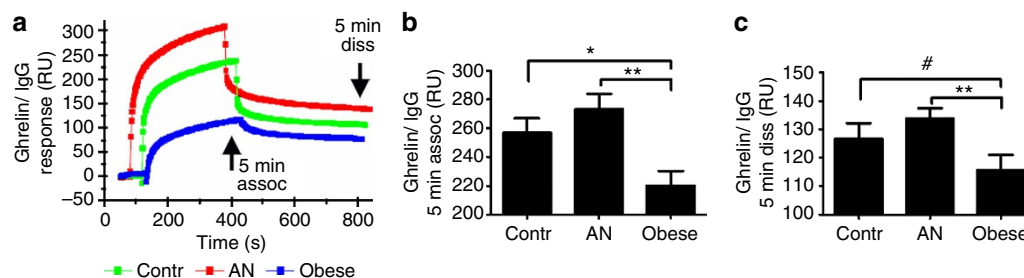 a
Ghrelin/ IgG
response (RU)
300
250
200
150
100
50
0
−50
0
200
400
600
800
Time (s)
5 min
diss
5 min
assoc
Contr
AN
Obese
b
Ghrelin/ IgG
5 min assoc (RU)
300
280
260
240
220
200
*
**
Contr
AN
Obese
c
Ghrelin/ IgG
5 min diss (RU)
150
140
130
120
110
100
#
**
Contr
AN
Obese